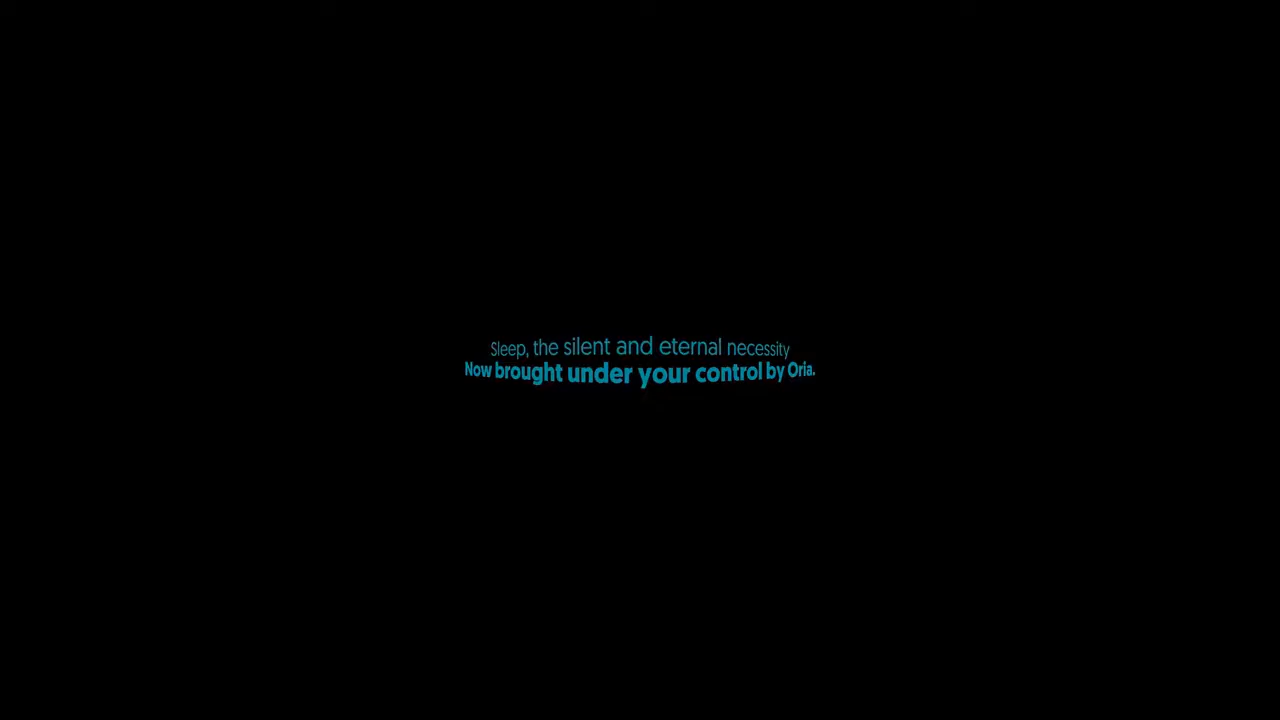 Sleep, the silent and eternal necessity
Now brought under your control by Oria.